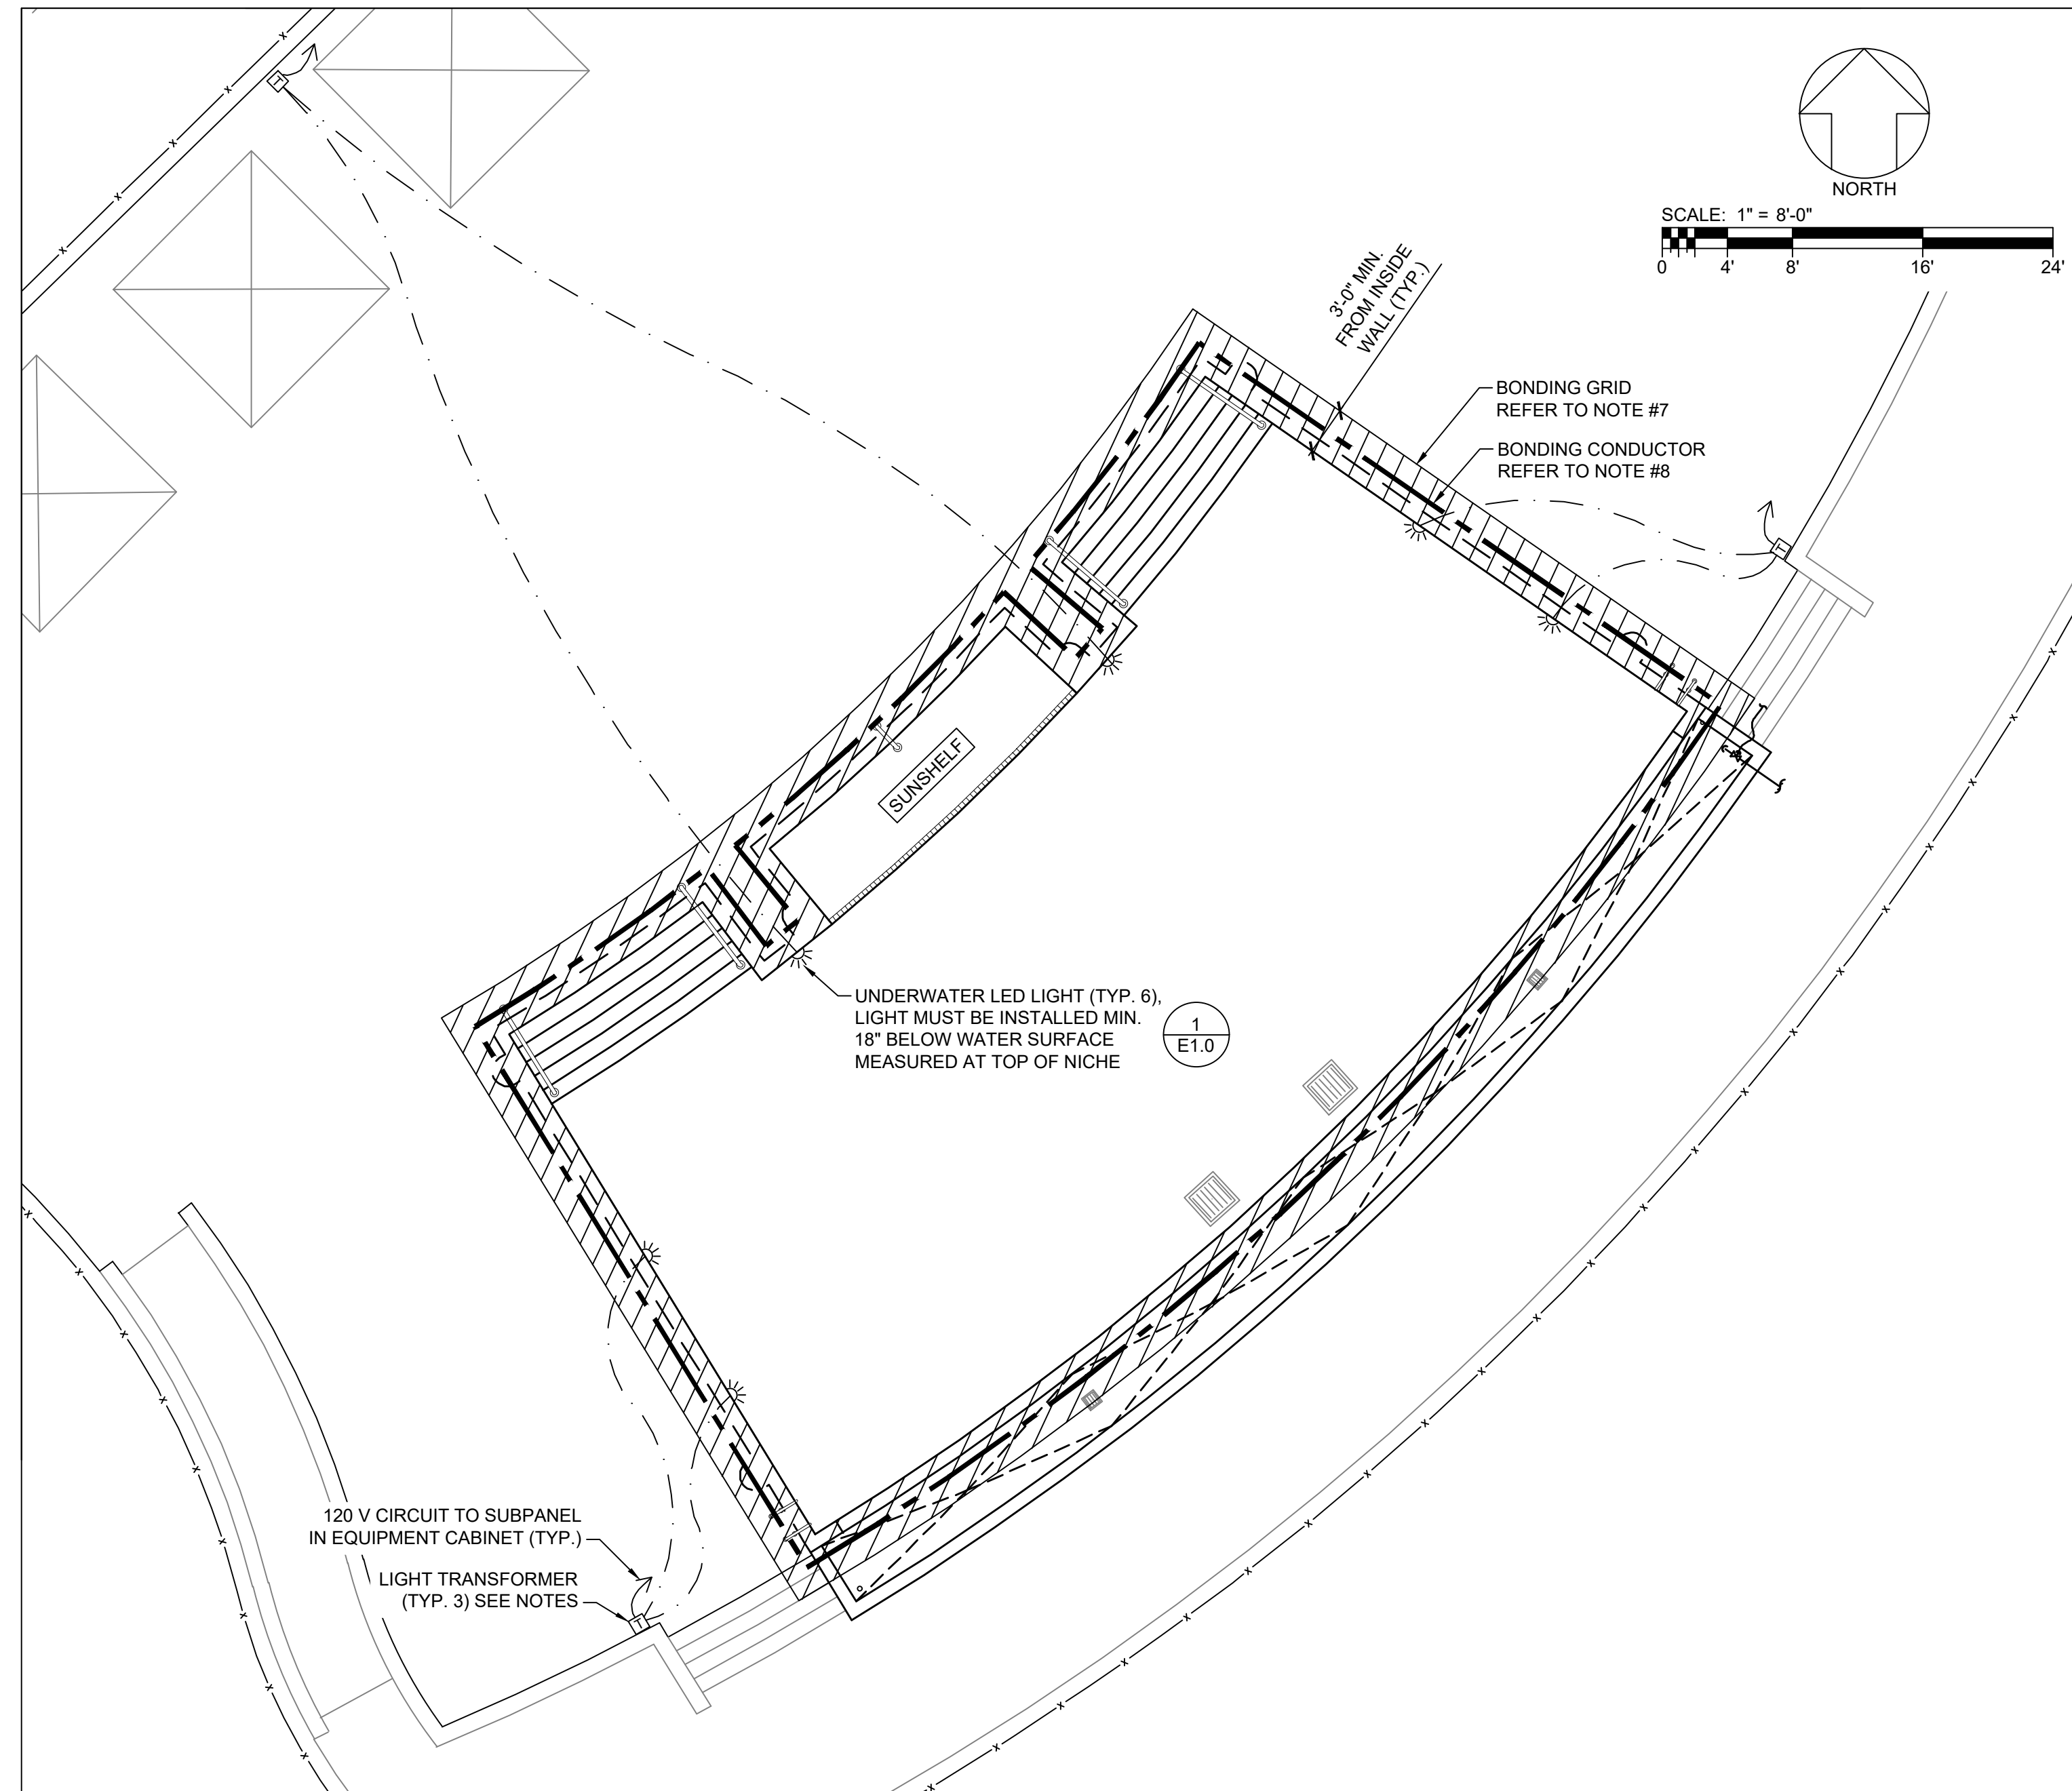 NORTH
SCALE: 1" = 8'-0"
0 4' 8' 16' 24'
3'-0" MIN.
FROM INSIDE
WALL (TYP.)
BONDING GRID
REFER TO NOTE #7
BONDING CONDUCTOR
REFER TO NOTE #8
T
T
SUNSHELF
UNDERWATER LED LIGHT (TYP. 6),
LIGHT MUST BE INSTALLED MIN.
18" BELOW WATER SURFACE
MEASURED AT TOP OF NICHE
1
E1.0
120 V CIRCUIT TO SUBPANEL
IN EQUIPMENT CABINET (TYP.)
LIGHT TRANSFORMER
(TYP. 3) SEE NOTES
T